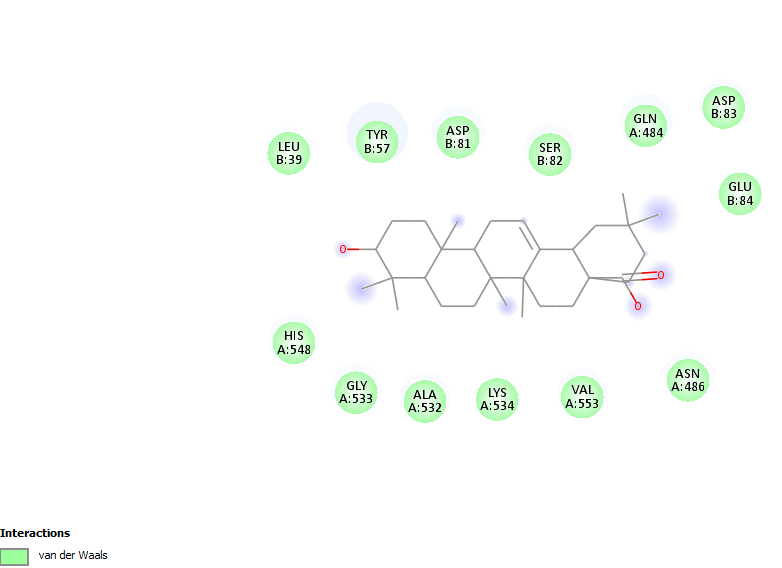 ASP
B:83
GLN
A:484
ASP
B:81
TYR
B:57
SER
B:82
LEU
B:39
GLU
B:84
O
O
O
HIS
A:548
ASN
A:486
GLY
A:533
ALA
A:532
LYS
A:534
VAL
A:553
Interactions
van der Waals